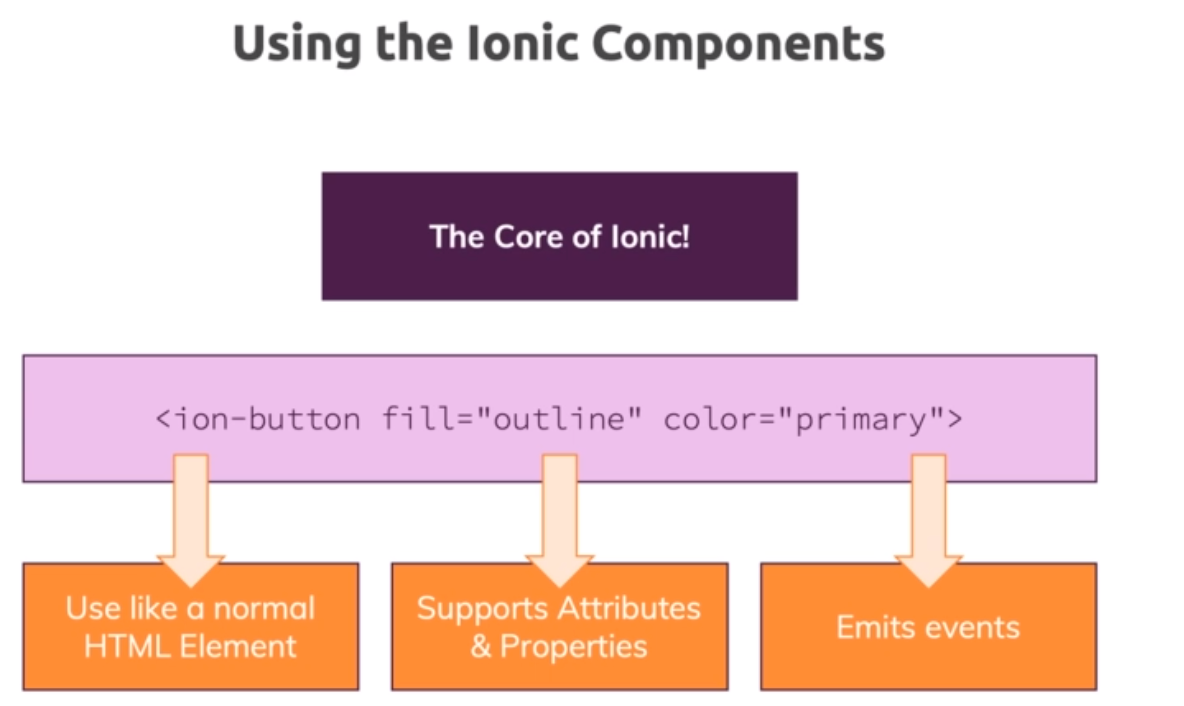 Using the Ionic Components
The Core of Ionic!
<ion-button fill="outline" color="primary">
Use like a normal
HTML Element
Supports Attributes
& Properties
Emits events